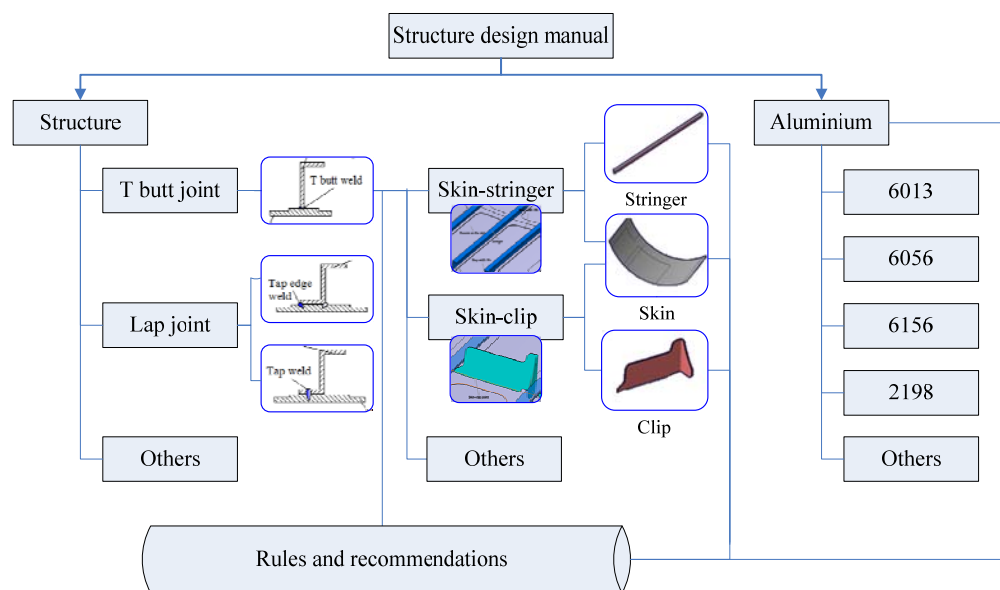 Structure design manual
Structure
Aluminium
T butt joint
T butt weld
Skin-stringer
Stringer
6013
6056
Tap edge
weld
Lap joint
Skin-clip
Skin
6156
Tap weld
2198
Clip
Others
Others
Others
Rules and recommendations